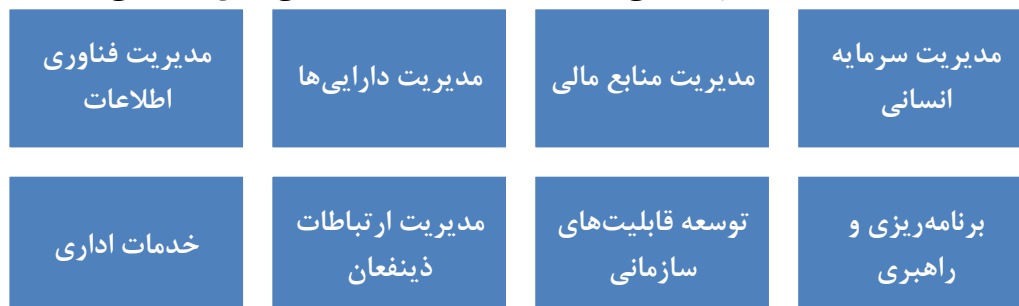 مدیریت سرمایه
انسانی
مدیریت منابع مالی
مدیریت دارایی‌ها
مدیریت فناوری
اطلاعات
برنامه‌ریزی و
راهبری
توسعه قابلیت‌های
سازمانی
مدیریت ارتباطات
ذینفعان
خدمات اداری